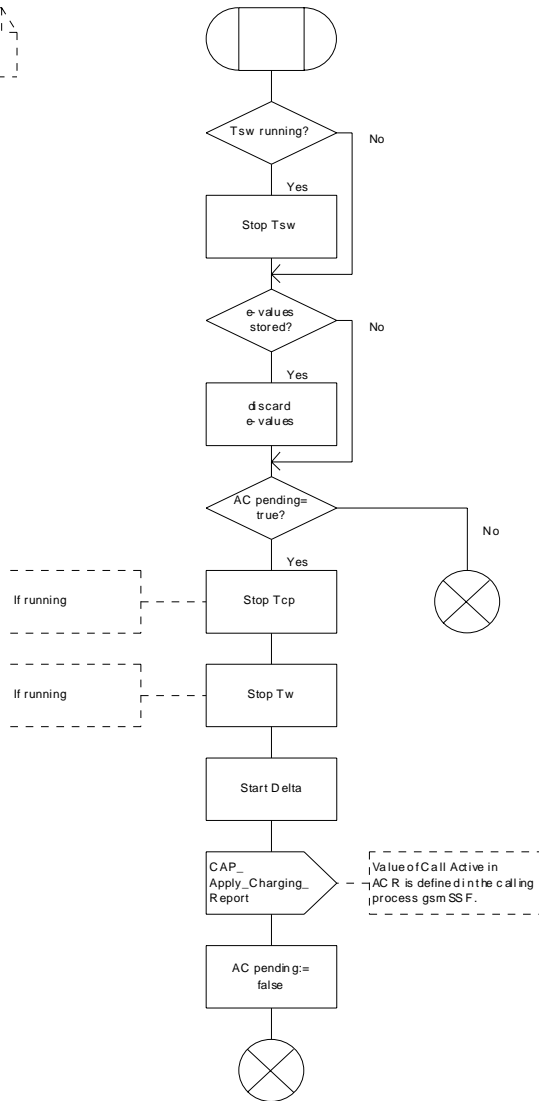 Tsw running?
No
Yes
Stop Tsw
e-values
stored?
No
Yes
discard
e-values
AC pending=
true?
No
Yes
If running
Stop Tcp
If running
Stop Tw
Start Delta
CAP_
Apply_Charging_
Report
Value of Call Active in
ACR is defined in the calling
process gsmSSF.
AC pending:=
false